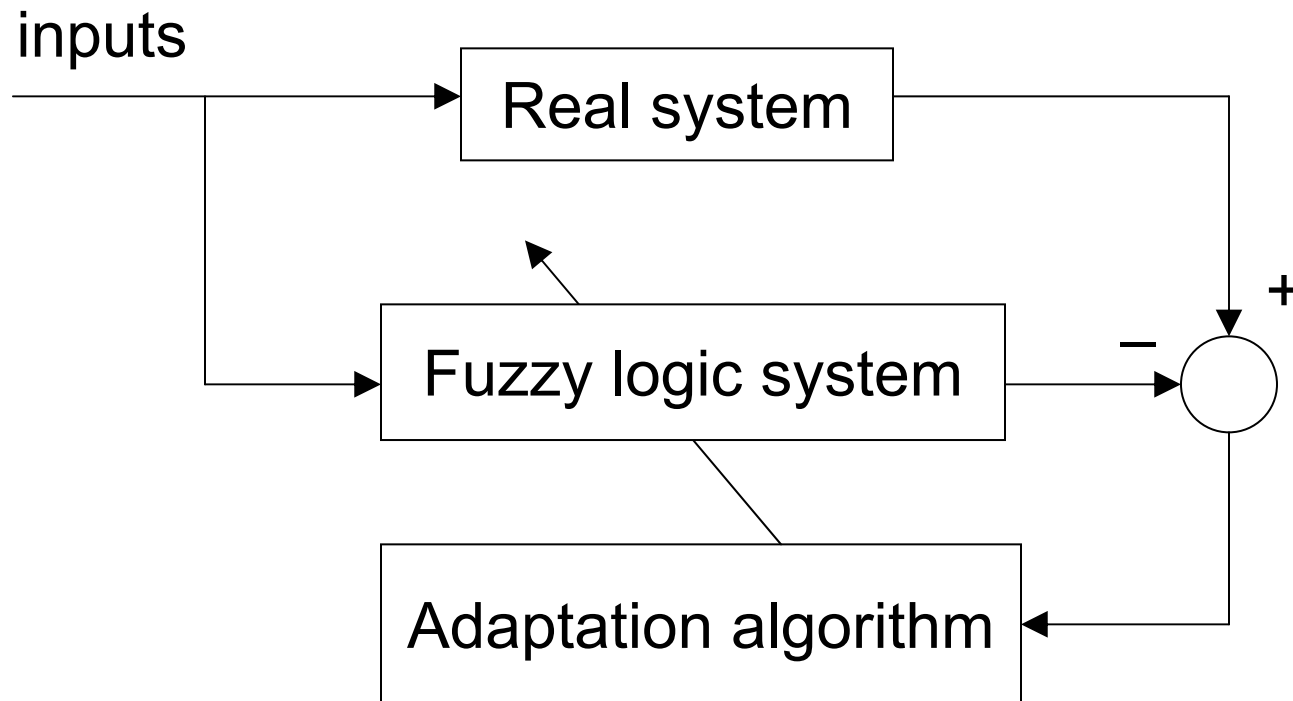 inputs
Real system
+
−
Fuzzy logic system
Adaptation algorithm